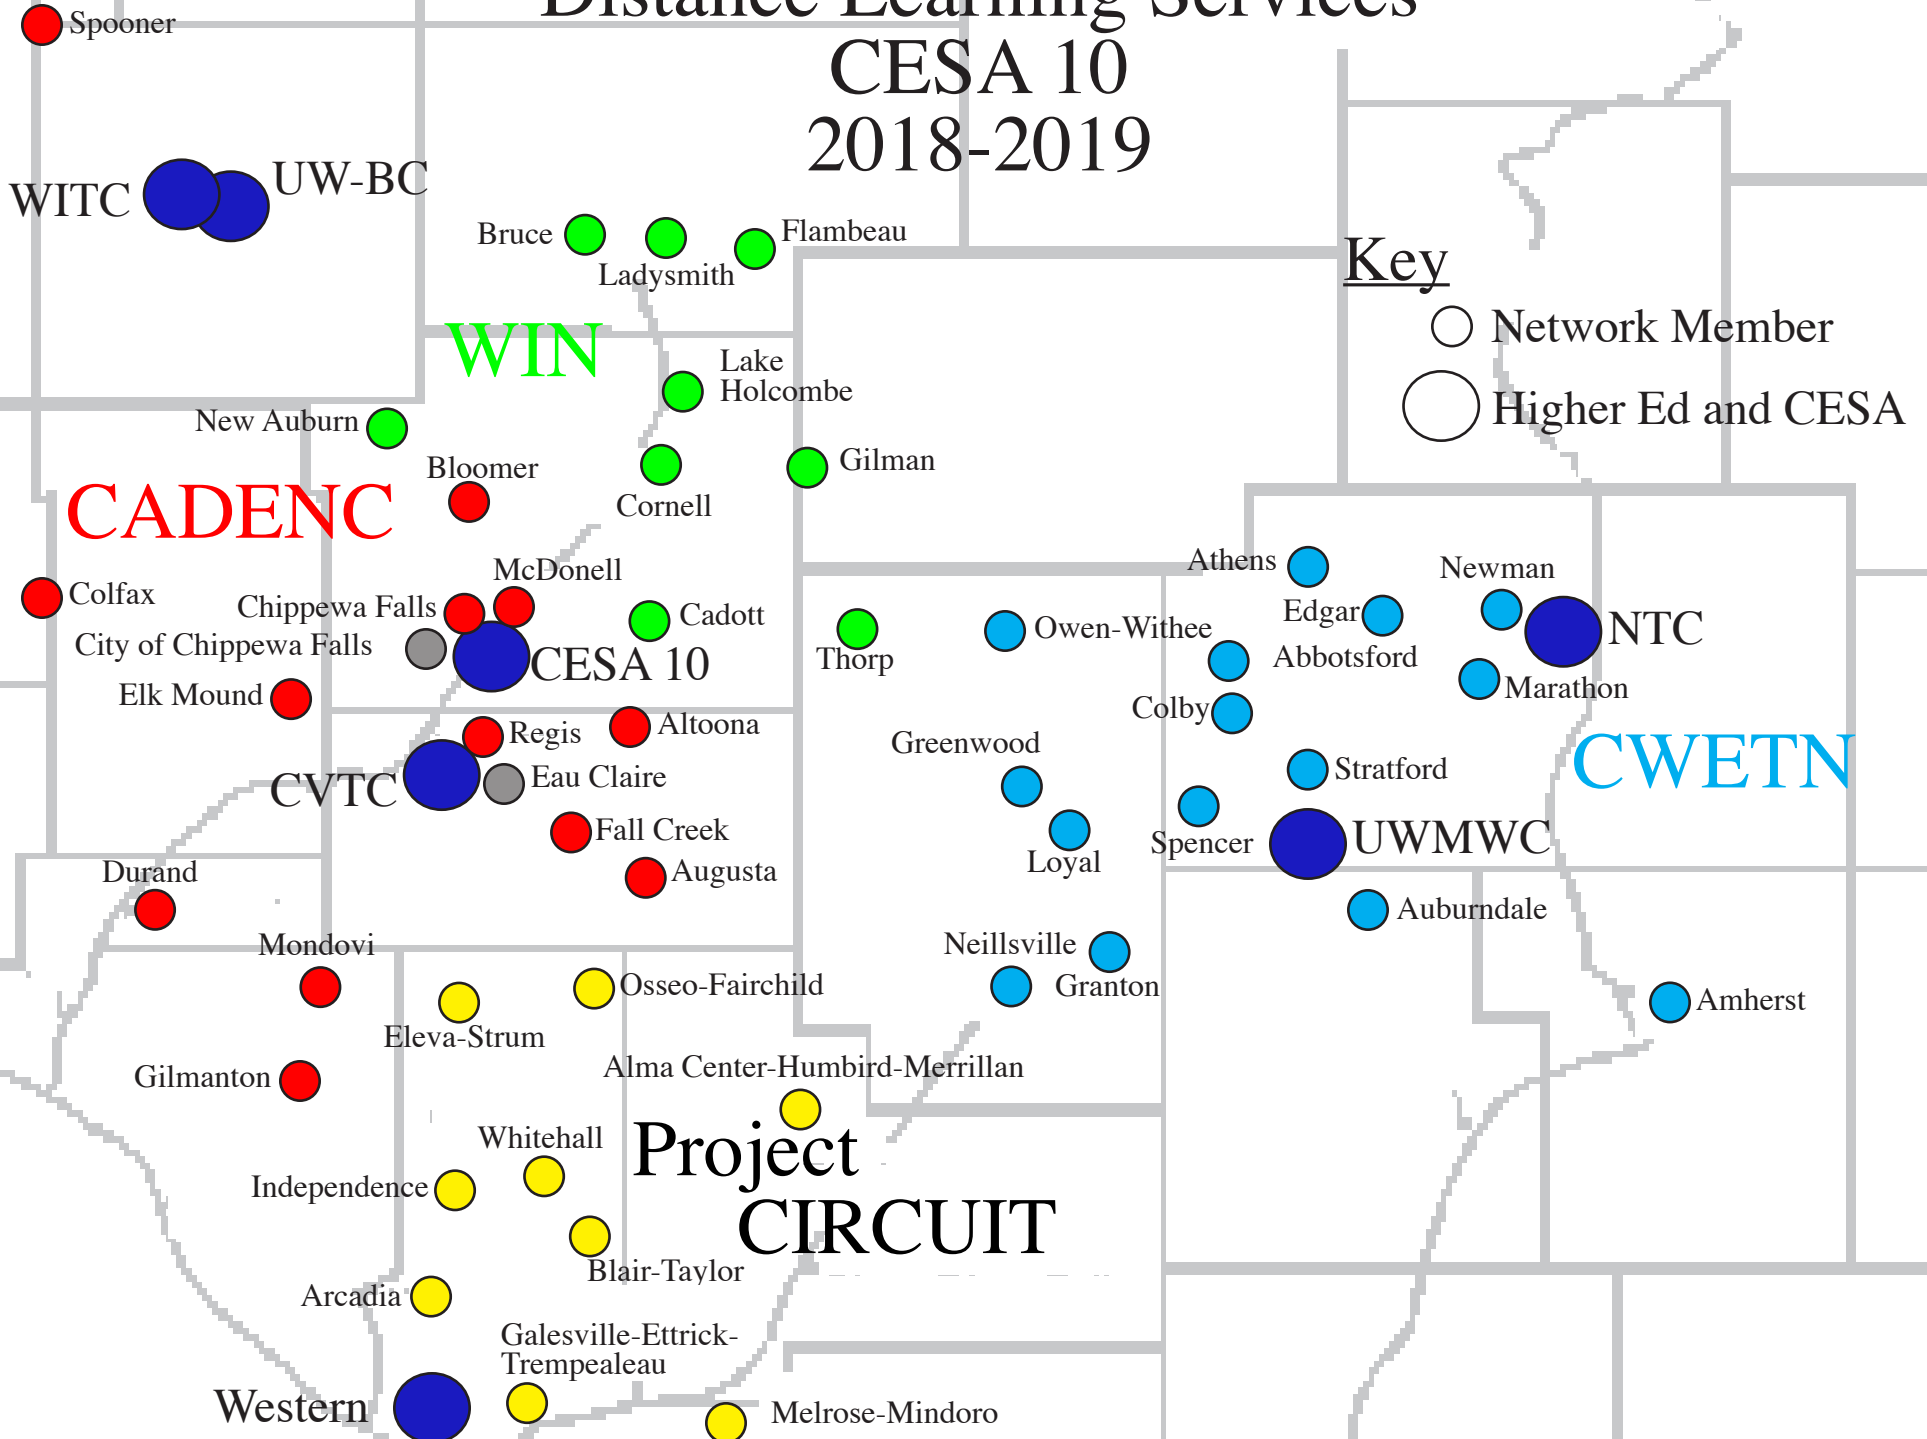 Distance Learning Services
CESA 10
2018-2019
Spooner
WITC
UW-BC
Bruce
Ladysmith
Flambeau
Key
Network Member
Higher Ed and CESA
WIN
Lake
Holcombe
New Auburn
Bloomer
Cornell
Gilman
CADENC
Colfax
McDonell
Chippewa Falls
City of Chippewa Falls
CESA 10
Cadott
Elk Mound
Thorp
Owen-Withee
Athens
Edgar
Newman
NTC
Abbotsford
Marathon
Colby
Regis
Altoona
CVTC
Eau Claire
Greenwood
CWETN
Stratford
Fall Creek
Loyal
Spencer
UWMWC
Durand
Augusta
Auburndale
Mondovi
Neillsville
Granton
Osseo-Fairchild
Eleva-Strum
Amherst
Gilmanton
Alma Center-Humbird-Merrillan
Whitehall
Project
CIRCUIT
Independence
Blair-Taylor
Arcadia
Galesville-Ettrick-
Trempealeau
Western
Melrose-Mindoro